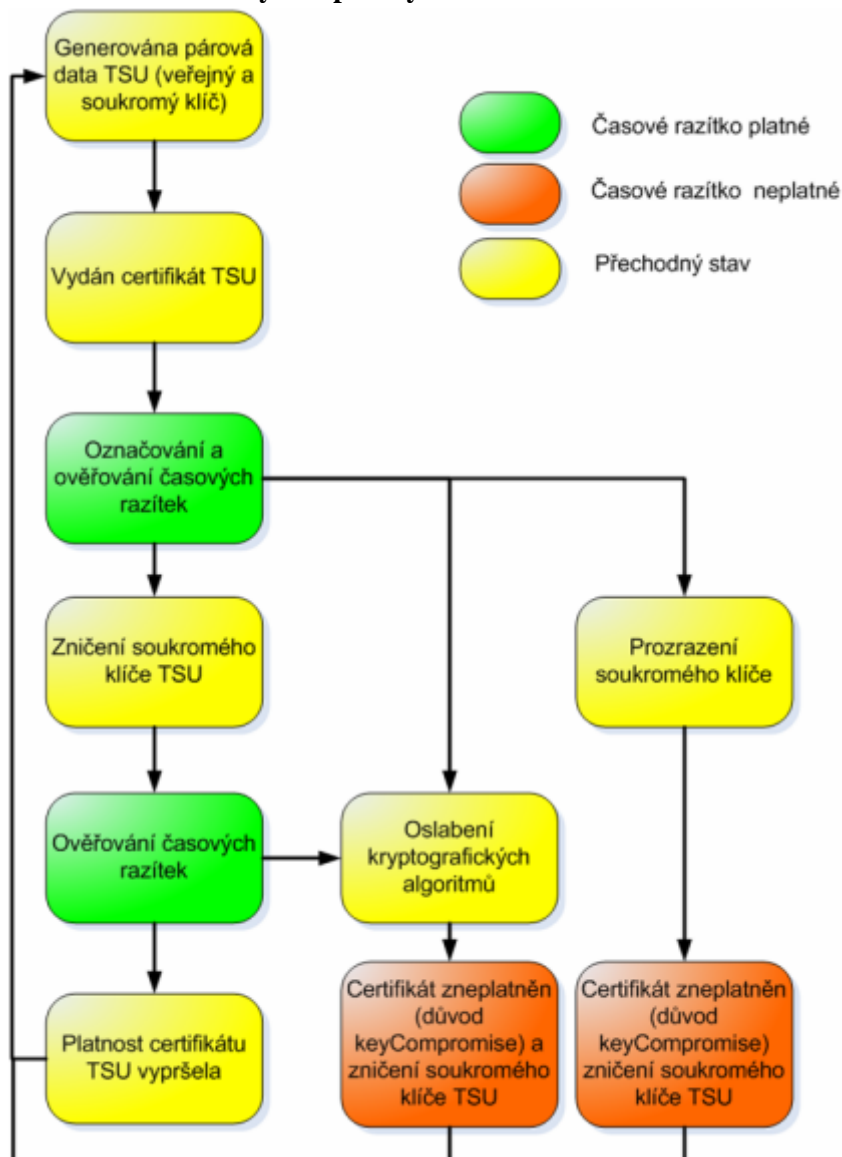 Generována párová
data TSU (veřejný a
soukromý klíč)
Časové razítko platné
Časové razítko  neplatné
Přechodný stav
Vydán certifikát TSU
Označování a
ověřování časových
razítek
Zničení soukromého
klíče TSU
Prozrazení
soukromého klíče
Ověřování časových
razítek
Oslabení
kryptografických
algoritmů
Platnost certifikátu
TSU vypršela
Certifikát zneplatněn
(důvod
keyCompromise) a
zničení soukromého
klíče TSU
Certifikát zneplatněn
(důvod
keyCompromise)
zničení soukromého
klíče TSU